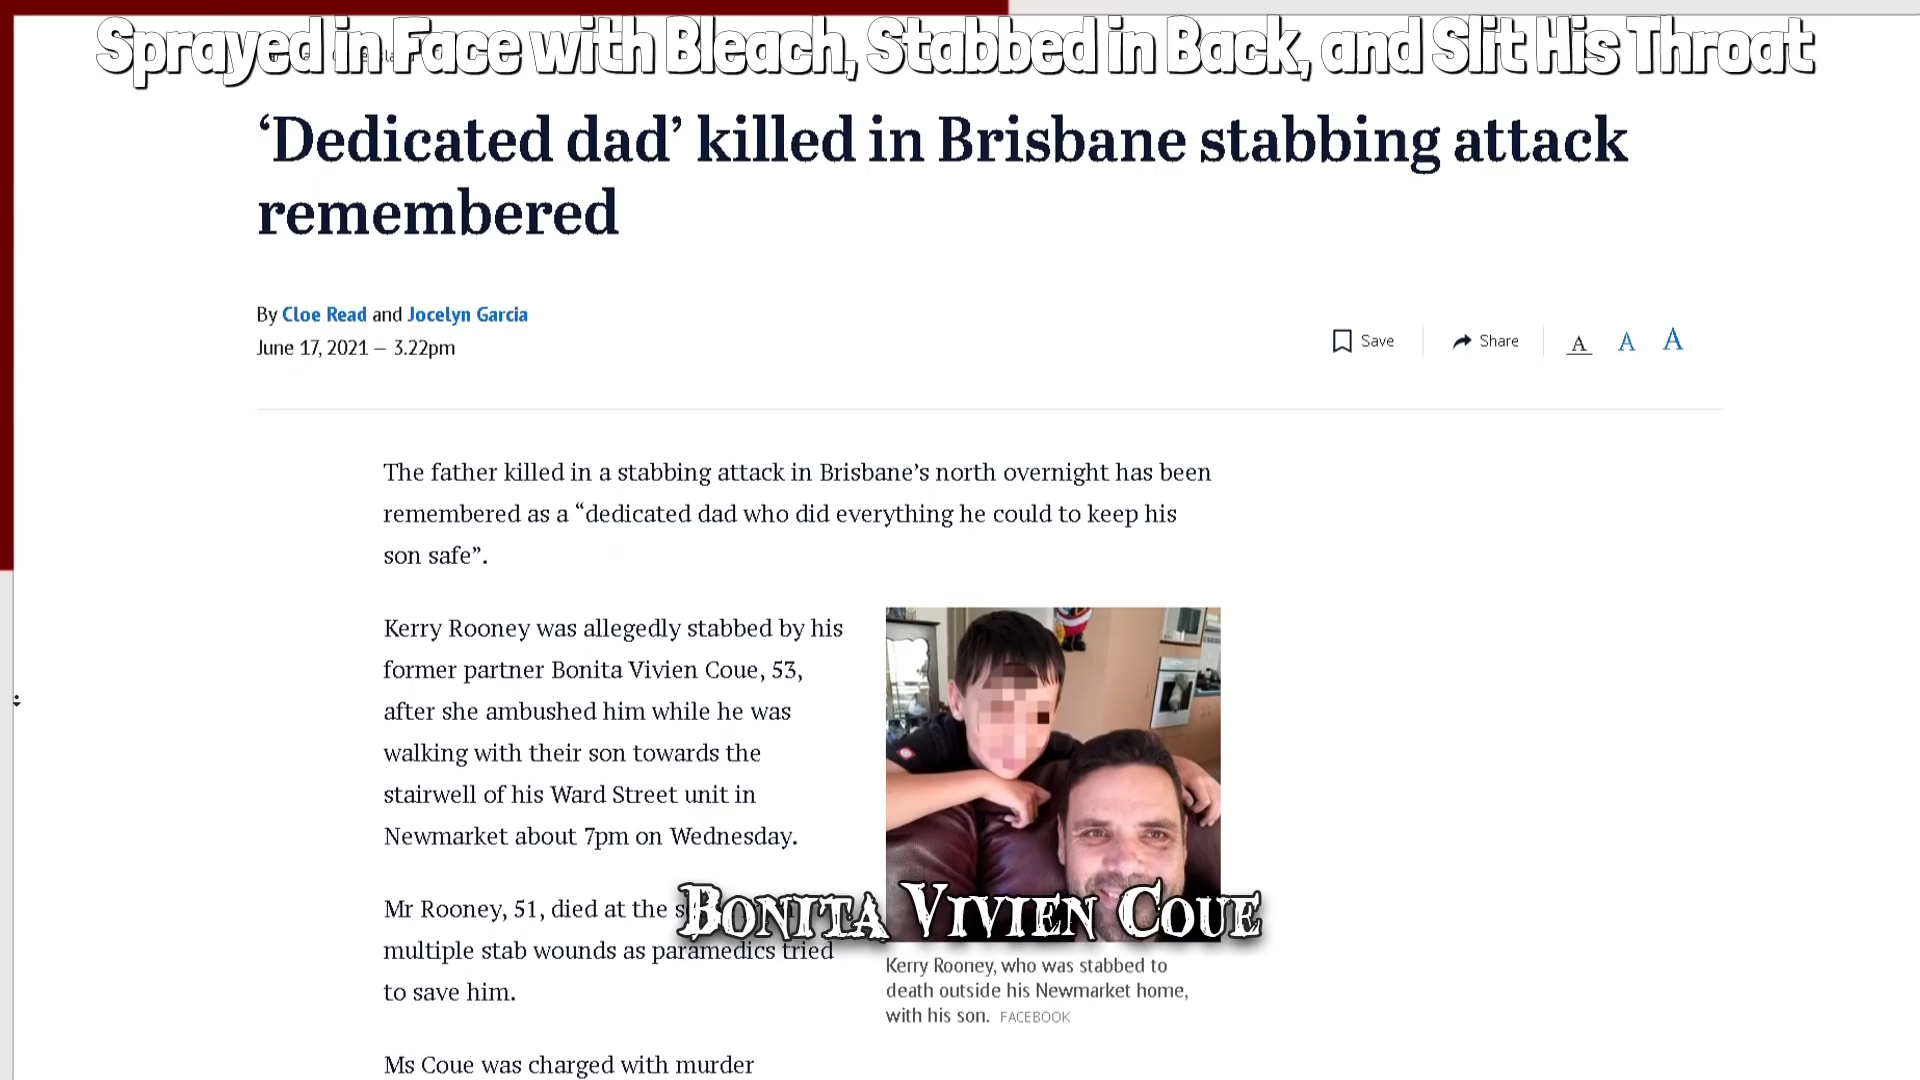 Sprayed in Face with Bleach, Stabbed in Back, and Slit His Throat
‘Dedicated dad’ killed in Brisbane stabbing attack
remembered
By Cloe Read and Jocelyn Garcia
June 17, 2021 — 3.22pm
Save
Share
A A A
The father killed in a stabbing attack in Brisbane’s north overnight has been
remembered as a “dedicated dad who did everything he could to keep his
son safe”.
Kerry Rooney was allegedly stabbed by his
former partner Bonita Vivien Coue, 53,
after she ambushed him while he was
walking with their son towards the
stairwell of his Ward Street unit in
Newmarket about 7pm on Wednesday.
Mr Rooney, 51, died at the
multiple stab wounds as paramedics tried
to save him.
Bonita Vivien Coue
Kerry Rooney, who was stabbed to
death outside his Newmarket home,
with his son. FACEBOOK
Ms Coue was charged with murder